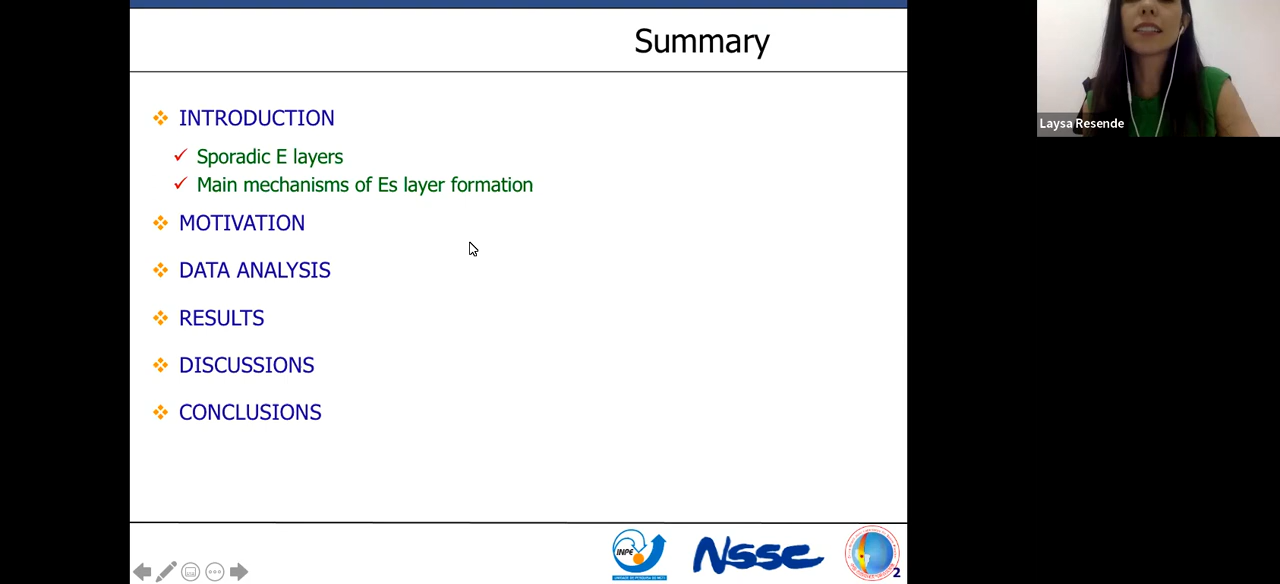 Summary
INTRODUCTION
Sporadic E layers
Main mechanisms of Es layer formation
MOTIVATION
DATA ANALYSIS
RESULTS
DISCUSSIONS
CONCLUSIONS
Laysa Resende
INPE
NSSC
2